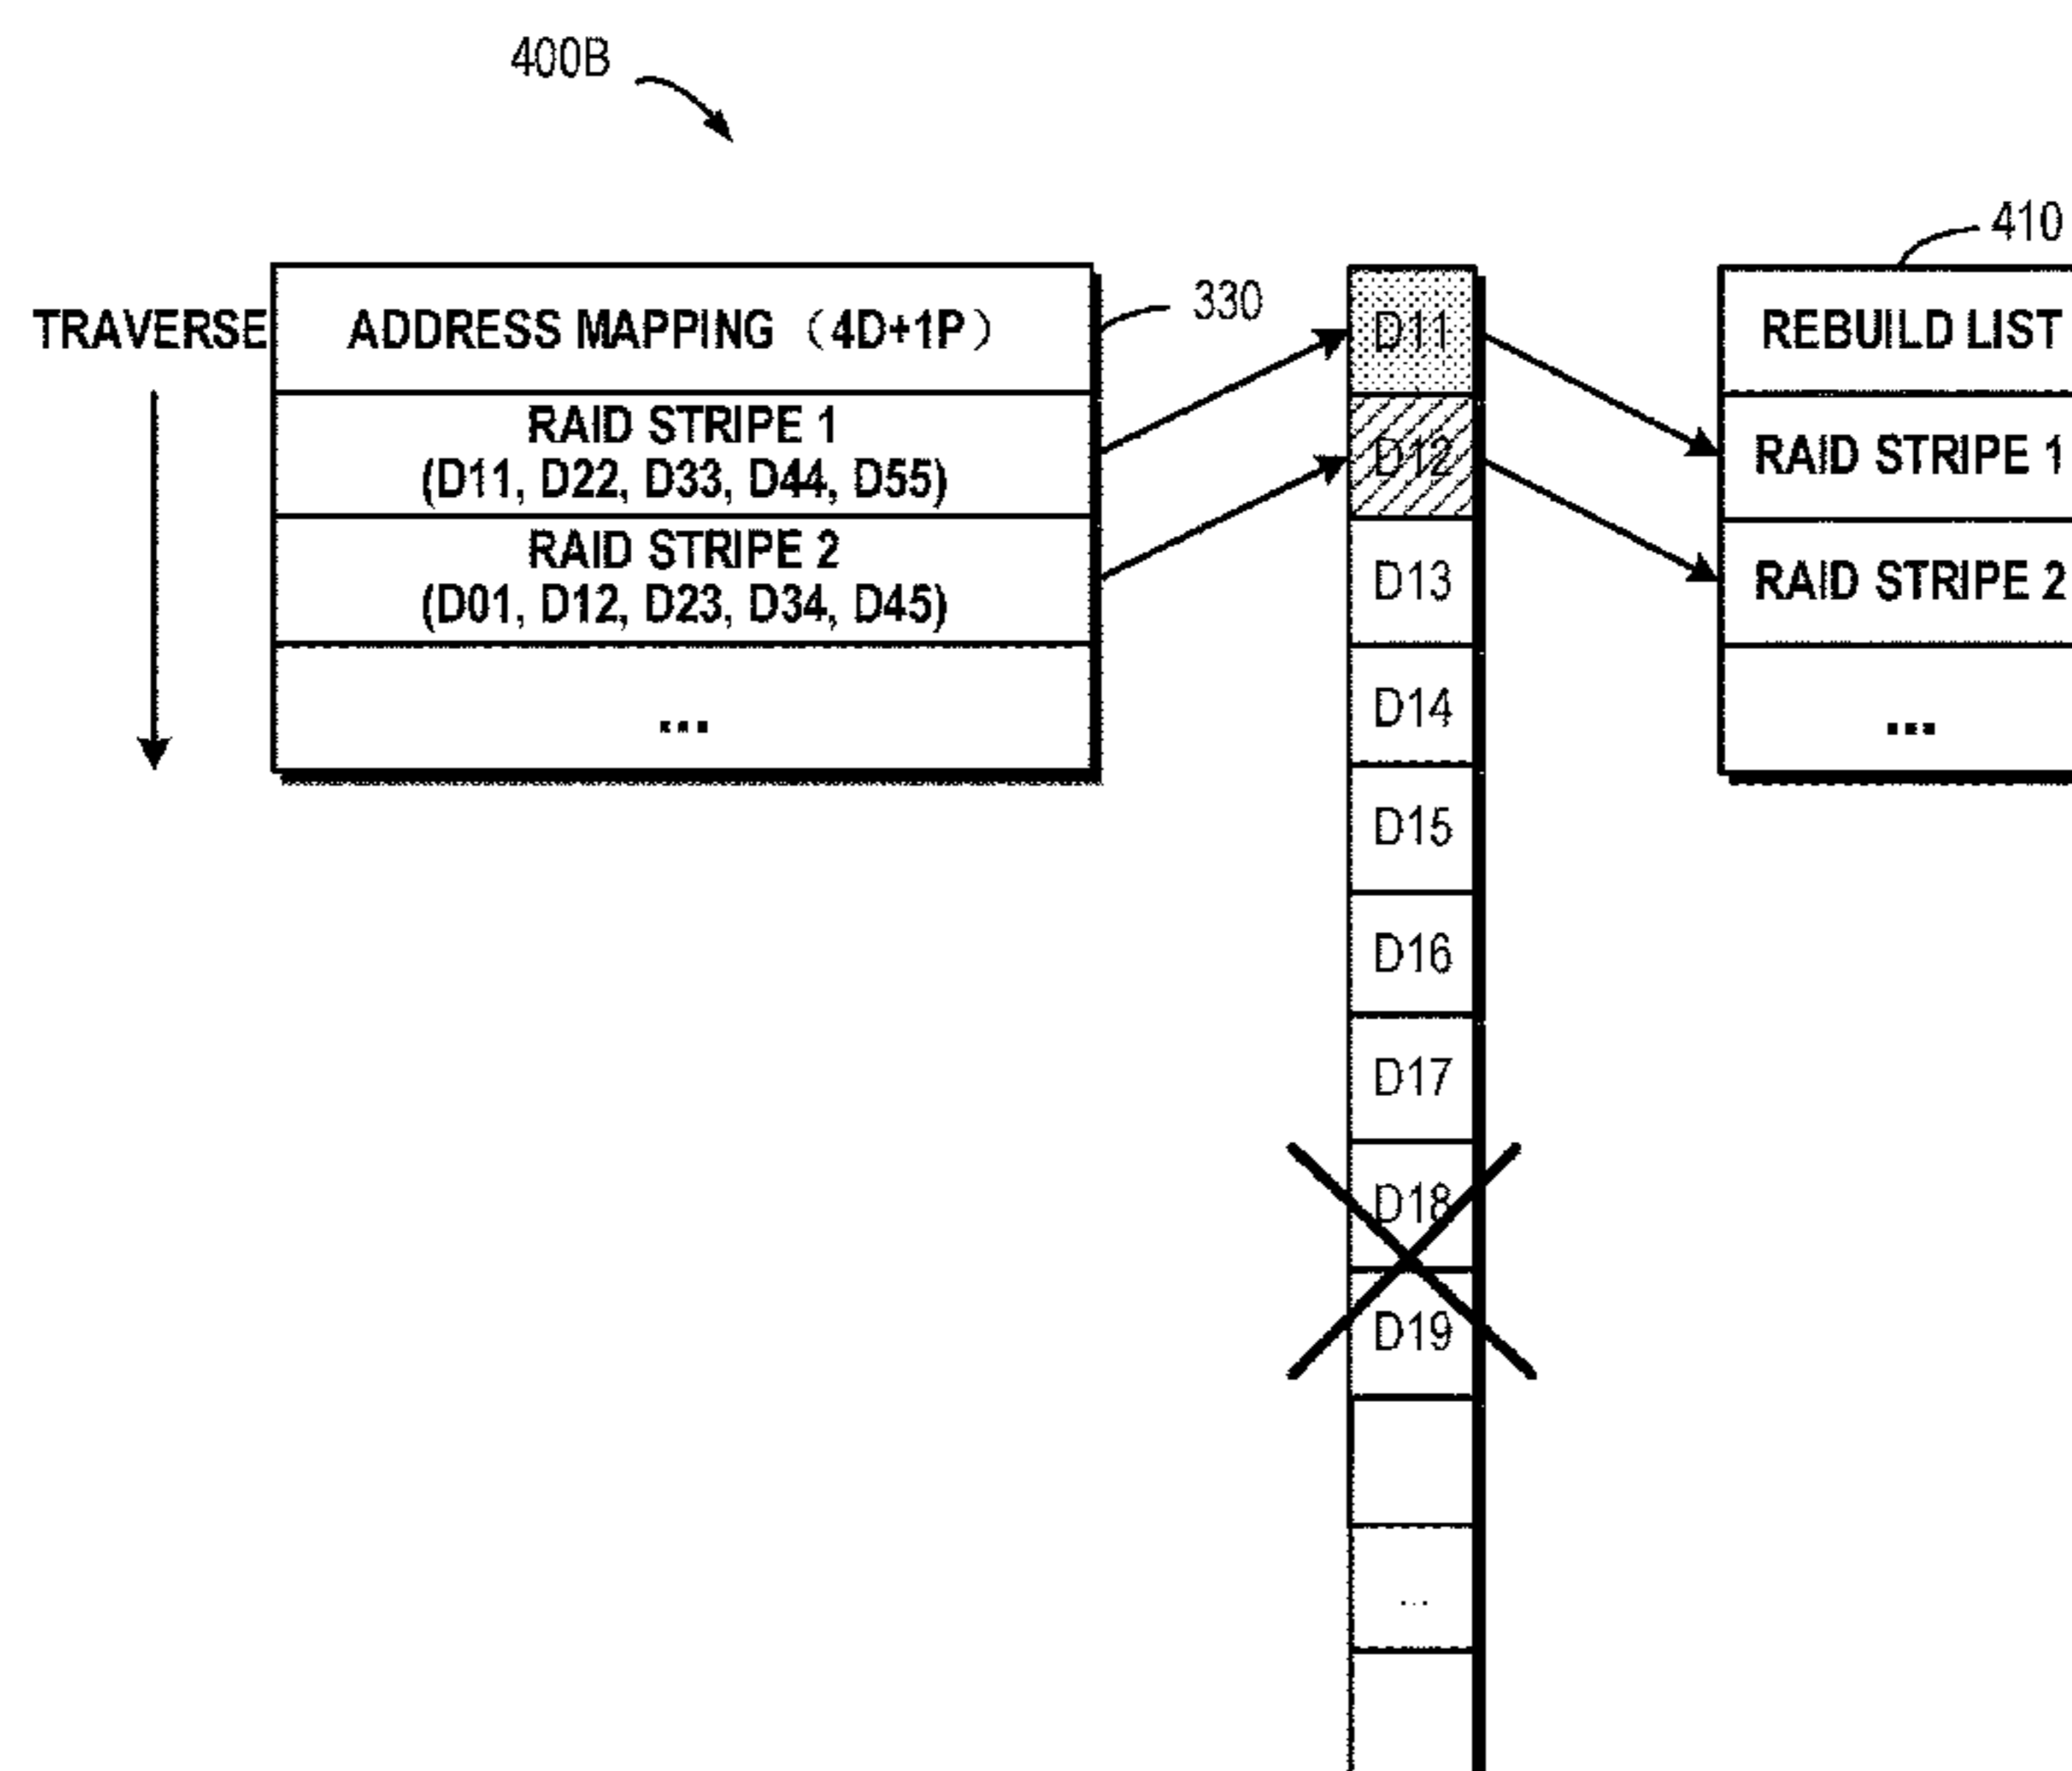 400B
410
330
TRAVERSE
ADDRESS MAPPING （4D+1P）
RAID STRIPE 1
(D11, D22, D33, D44, D55)
RAID STRIPE 2
(D01, D12, D23, D34, D45)
...
D11
D12
D13
D14
D15
D16
D17
D18
D19
...
REBUILD LIST
RAID STRIPE 1
RAID STRIPE 2
...